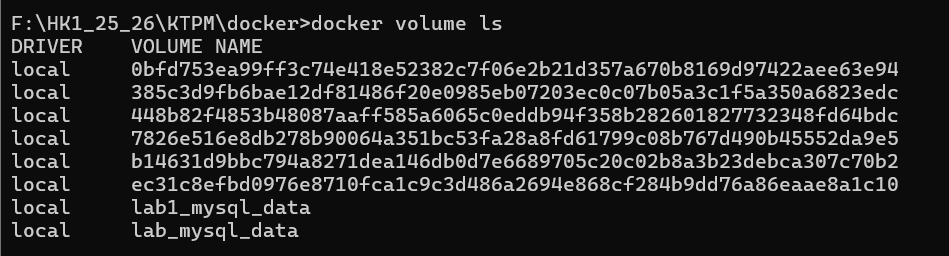 F:\HK1_25_26\KTPM\docker>docker volume ls
DRIVER    VOLUME NAME
local     0bfd753ea99ff3c74e418e52382c7f06e2b21d357a670b8169d97422aee63e94
local     385c3d9fb6bae12df81486f20e0985eb07203ec0c07b05a3c1f5a350a6823edc
local     448b82f4853b48087aaff585a6065c0eddb94f358b282601827732348fd64bdc
local     7826e516e8db278b90064a351bc53fa28a8fd61799c08b767d490b45552da9e5
local     b14631d9bbc794a8271dea146db0d7e6689705c20c02b8a3b23debca307c70b2
local     ec31c8efbd0976e8710fca1c9c3d486a2694e868cf284b9dd76a86eaae8a1c10
local     lab1_mysql_data
local     lab_mysql_data